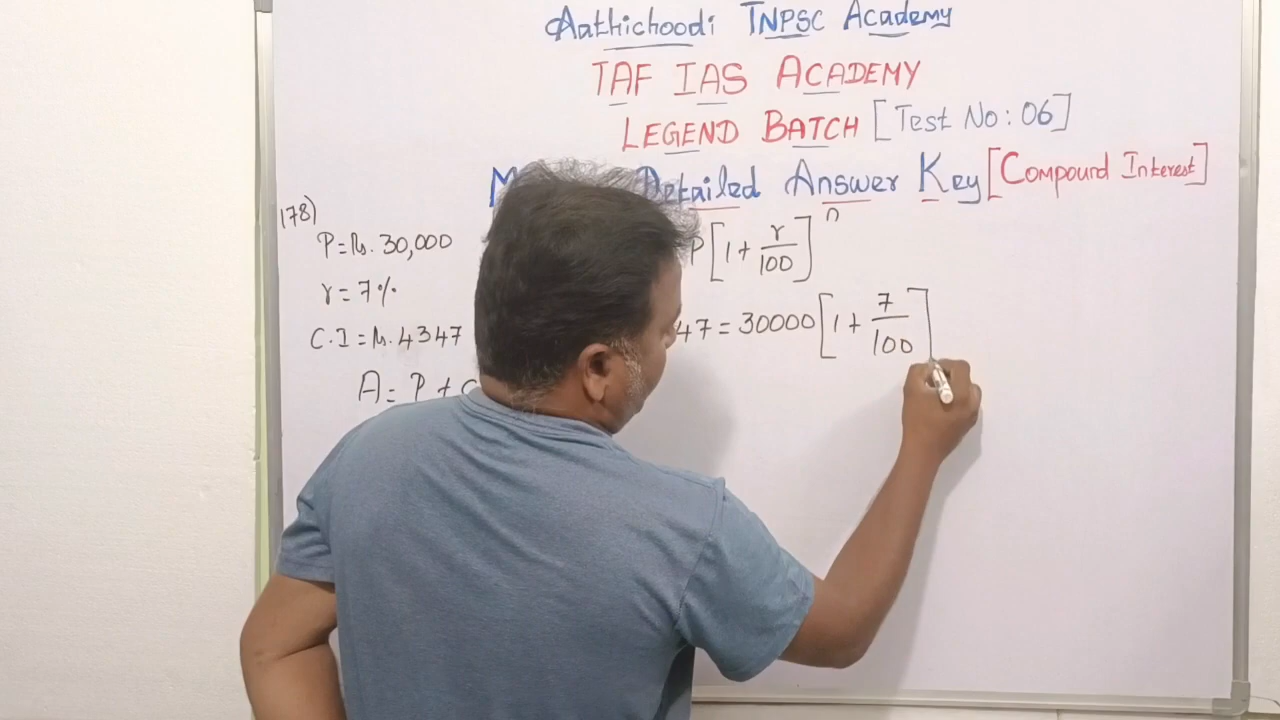 Aathichoodi TNPSC Academy
TAF IAS ACADEMY
LEGEND BATCH [Test No: 06]
Detailed Answer Key [Compound Interest]
178)
P = Rs. 30,000
r = 7%
C.I = Rs. 4347
A = P +
P[1 + r/100]^n
47 = 30000[1 + 7/100]